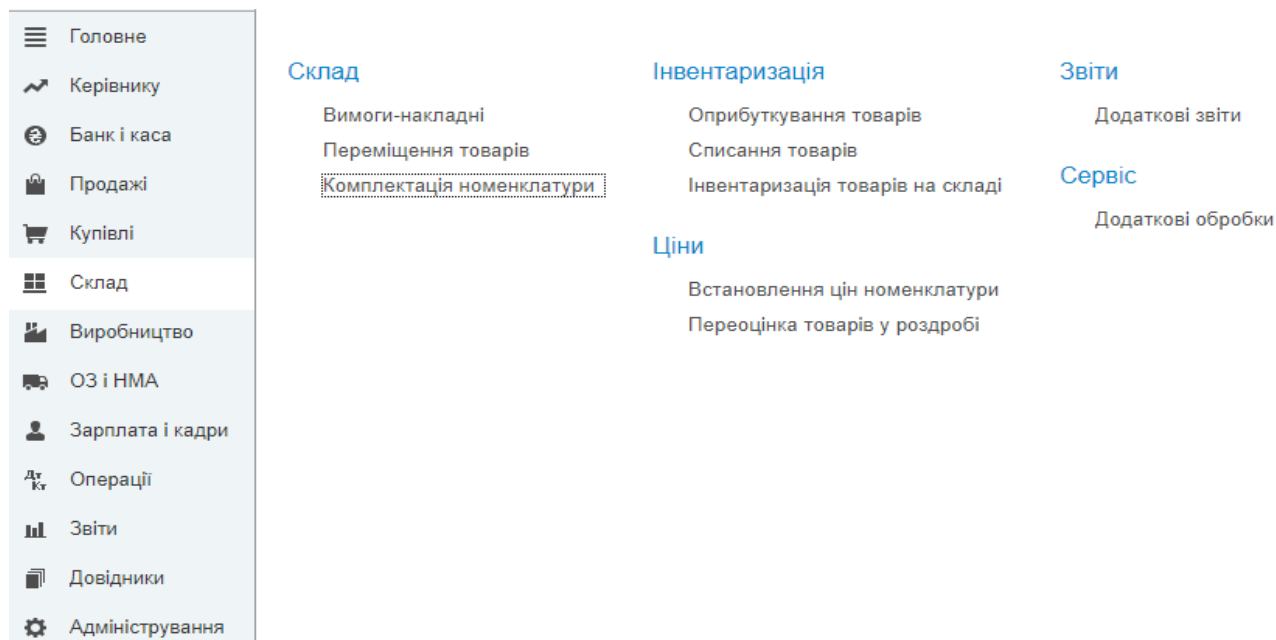 Головне
Керівнику
Банк і каса
Продажі
Купівлі
Склад
Виробництво
ОЗ і НМА
Зарплата і кадри
Дт Кт Операції
Звіти
Довідники
Адміністрування
Склад
Вимоги-накладні
Переміщення товарів
Комплектація номенклатури
Інвентаризація
Оприбуткування товарів
Списання товарів
Інвентаризація товарів на складі
Ціни
Встановлення цін номенклатури
Переоцінка товарів у роздробі
Звіти
Додаткові звіти
Сервіс
Додаткові обробки